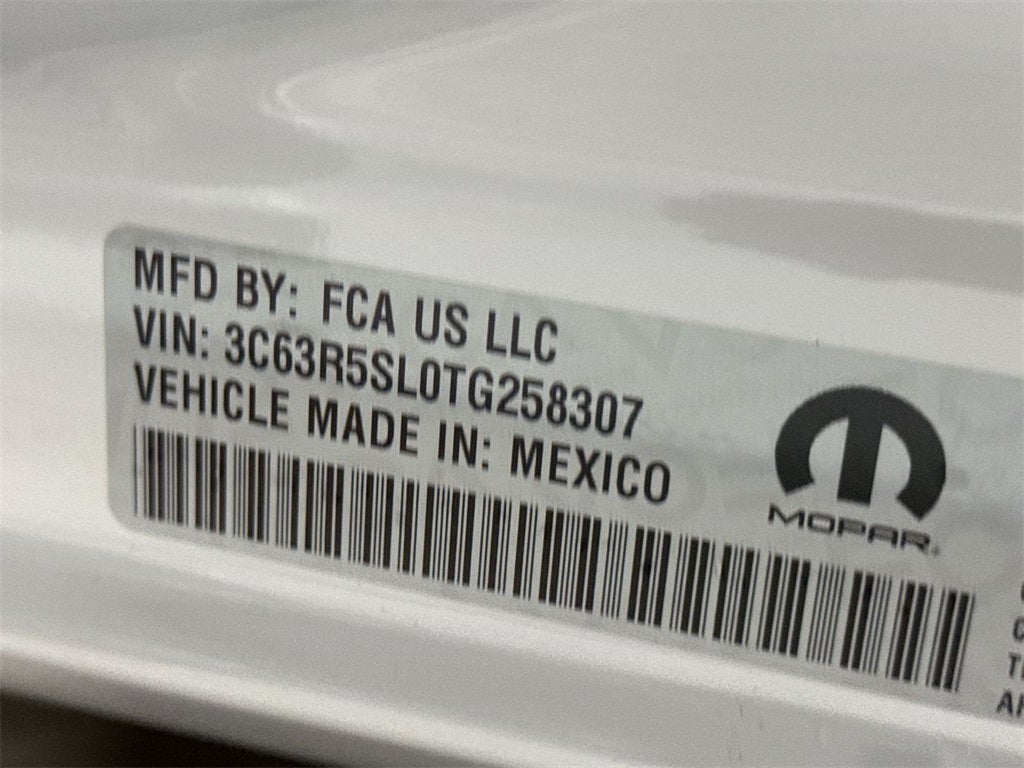 MFD BY: FCA US LLC
VIN: 3C63R5SL0TG258307
VEHICLE MADE IN: MEXICO
MOPAR®